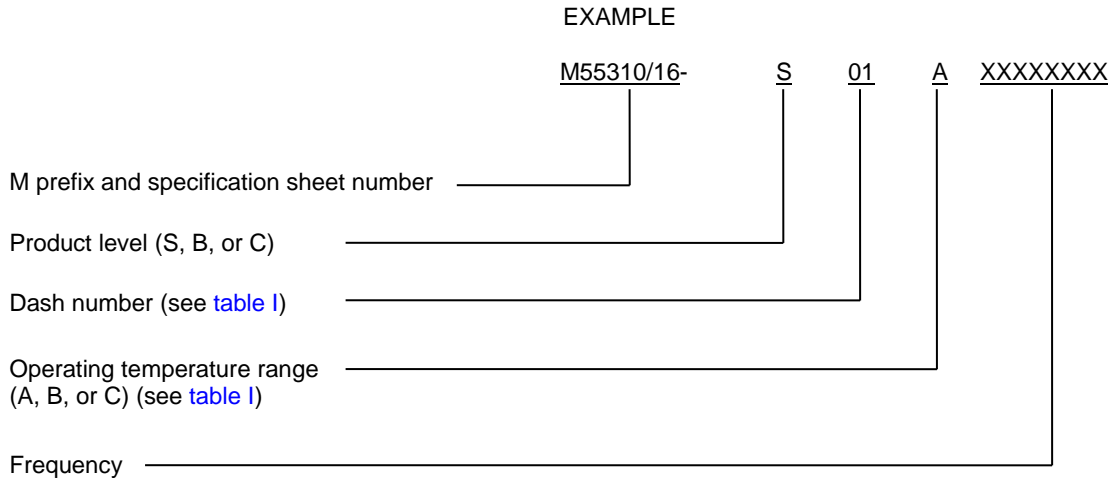 EXAMPLE
M55310/16- S 01 A XXXXXXXX
M prefix and specification sheet number
Product level (S, B, or C)
Dash number (see table I)
Operating temperature range
(A, B, or C) (see table I)
Frequency